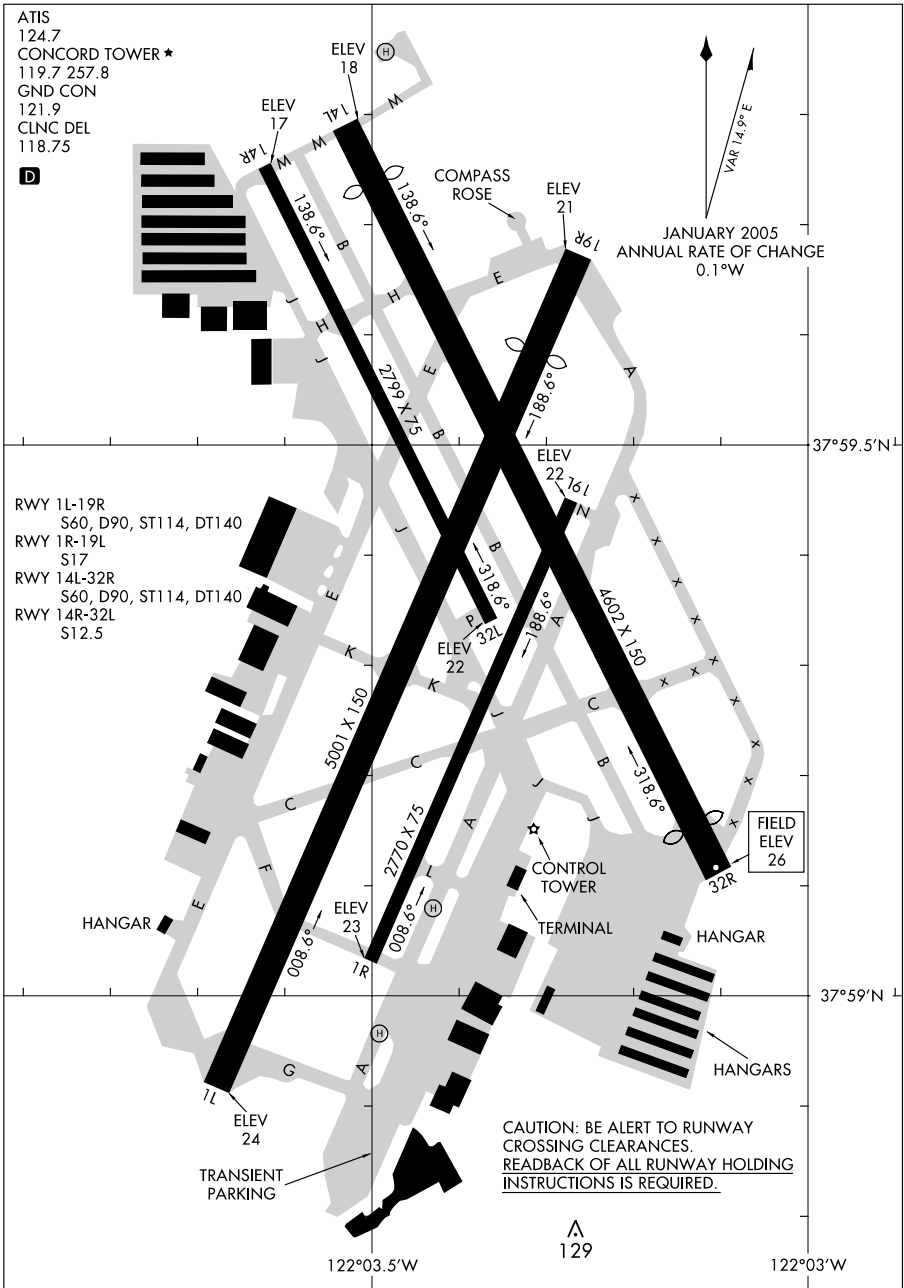 ATIS
124.7
CONCORD TOWER ★
119.7 257.8
GND CON
121.9
CLNC DEL
118.75
D
ELEV
18
H
ELEV
17
14R
14L
W
W
W
138.6°
138.6°
COMPASS
ROSE
ELEV
21
19R
VAR 14.9° E
JANUARY 2005
ANNUAL RATE OF CHANGE
0.1°W
B
J
H
J
H
E
E
A
2799 X 75
B
188.6°
37°59.5'N
ELEV
22
19L
Z
RWY 1L-19R
S60, D90, ST114, DT140
RWY 1R-19L
S17
RWY 14L-32R
S60, D90, ST114, DT140
RWY 14R-32L
S12.5
J
B
318.6°
188.6°
P
32L
ELEV
22
A
4602 X 150
X
X
X
X
X
X
X
X
X
X
X
E
K
K
J
C
5001 X 150
C
C
B
318.6°
J
J
A
2770 X 75
F
L
FIELD
ELEV
26
32R
CONTROL
TOWER
TERMINAL
H
HANGAR
E
008.6°
ELEV
23
1R
008.6°
HANGAR
37°59'N
H
HANGARS
G
A
1L
ELEV
24
TRANSIENT
PARKING
CAUTION: BE ALERT TO RUNWAY
CROSSING CLEARANCES.
READBACK OF ALL RUNWAY HOLDING
INSTRUCTIONS IS REQUIRED.
129
122°03.5'W
122°03'W